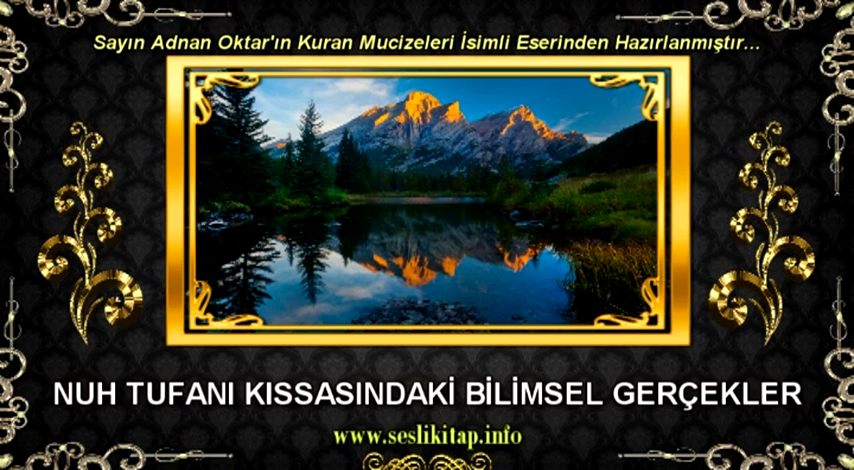 Sayın Adnan Oktar'ın Kuran Mucizeleri İsimli Eserinden Hazırlanmıştır...
NUH TUFANI KISSASINDAKİ BİLİMSEL GERÇEKLER
www.seslikitap.info